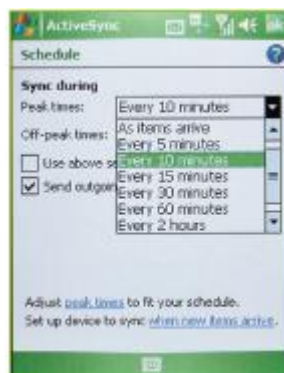 ActiveSync
ok
Schedule
?
Sync during
Peak times: Every 10 minutes
Off-peak times:
As items arrive
Every 5 minutes
Every 10 minutes
Every 15 minutes
Every 30 minutes
Every 60 minutes
Every 2 hours
Use above se
Send outgoin
Adjust peak times to fit your schedule.
Set up device to sync when new items arrive.